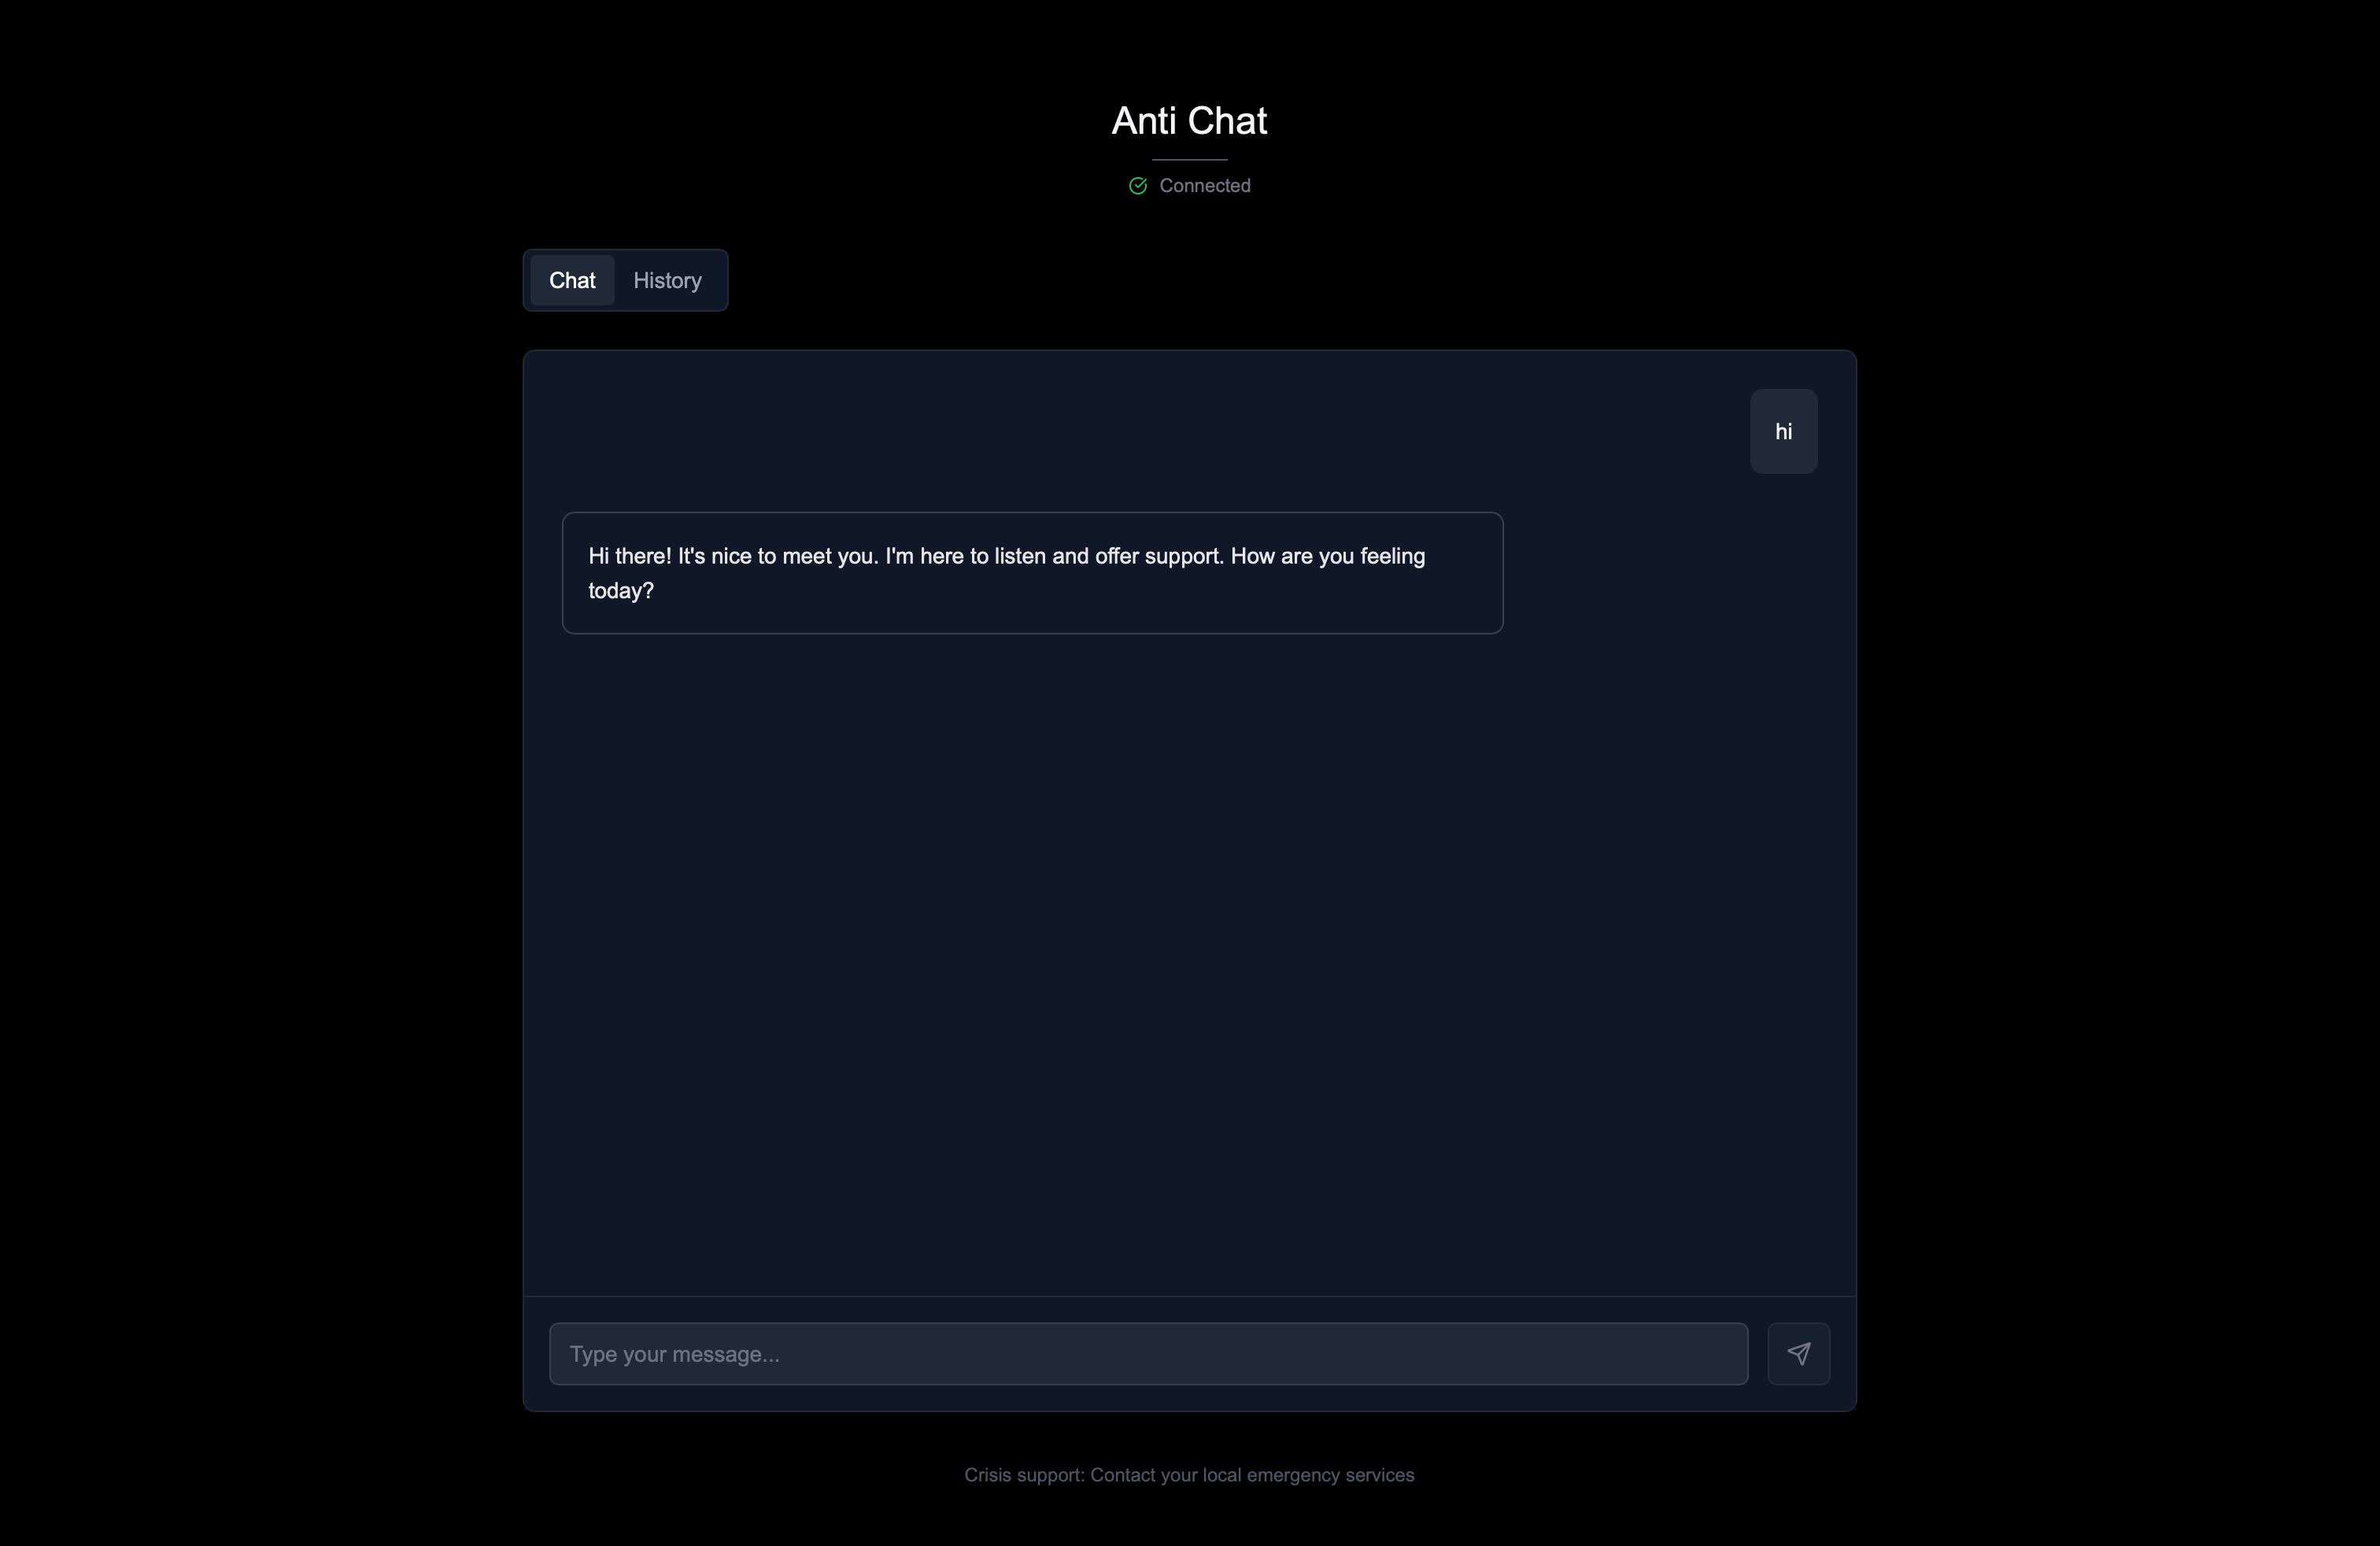 Anti Chat
Connected
Chat
History
hi
Hi there! It's nice to meet you. I'm here to listen and offer support. How are you feeling
today?
Type your message...
Crisis support: Contact your local emergency services